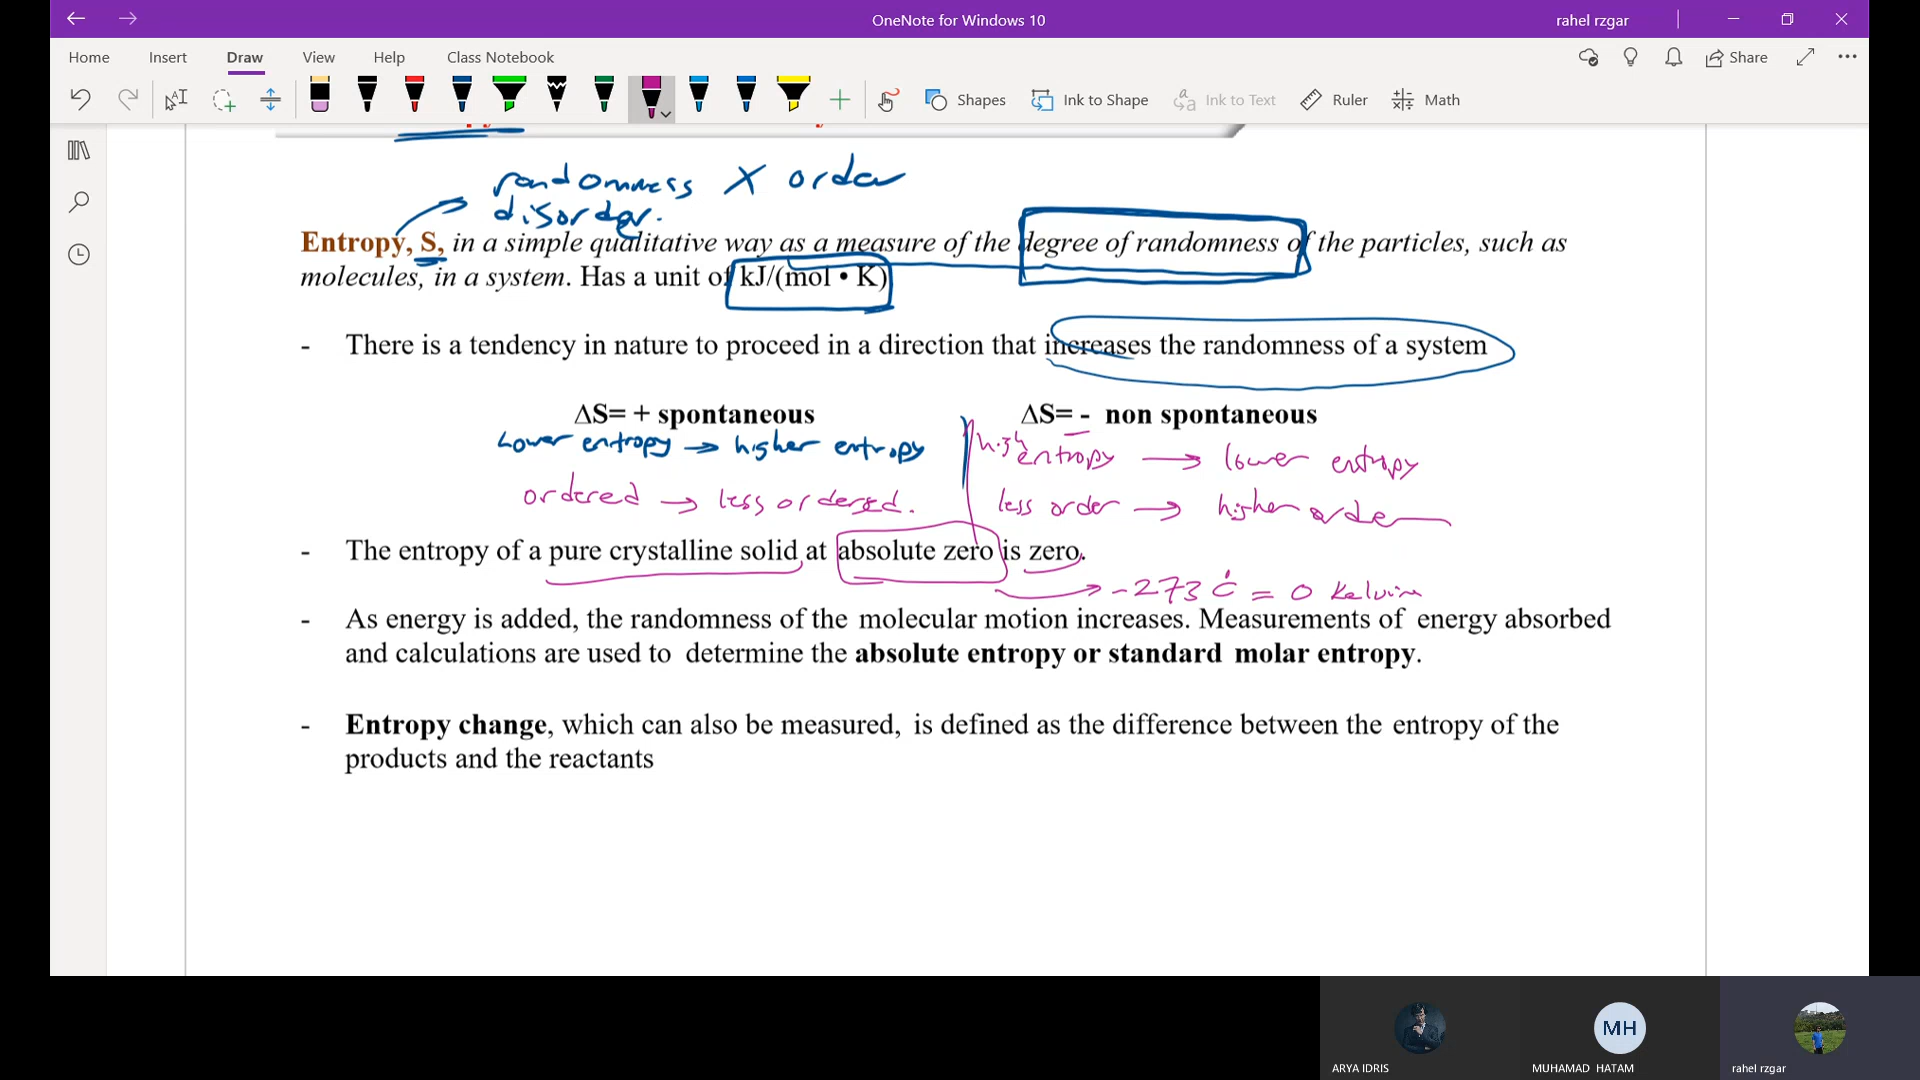 OneNote for Windows 10
rahel rzgar
Home Insert Draw View Help Class Notebook
Share
Shapes Ink to Shape Ink to Text Ruler Math
randomness X order
disorder.
Entropy, S, in a simple qualitative way as a measure of the degree of randomness of the particles, such as
molecules, in a system. Has a unit of kJ/(mol • K)
- There is a tendency in nature to proceed in a direction that increases the randomness of a system
ΔS= + spontaneous ΔS= - non spontaneous
Lower entropy → higher entropy
high entropy → lower entropy
ordered → less ordered.
less order → higher order
- The entropy of a pure crystalline solid at absolute zero is zero.
→ -273 C = 0 Kelvin
- As energy is added, the randomness of the molecular motion increases. Measurements of energy absorbed
and calculations are used to determine the absolute entropy or standard molar entropy.
- Entropy change, which can also be measured, is defined as the difference between the entropy of the
products and the reactants
MH
ARYA IDRIS MUHAMAD HATAM rahel rzgar